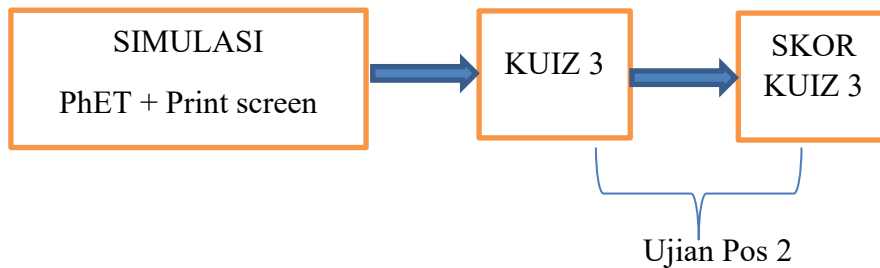 SIMULASI
PhET + Print screen
KUIZ 3
SKOR
KUIZ 3
Ujian Pos 2